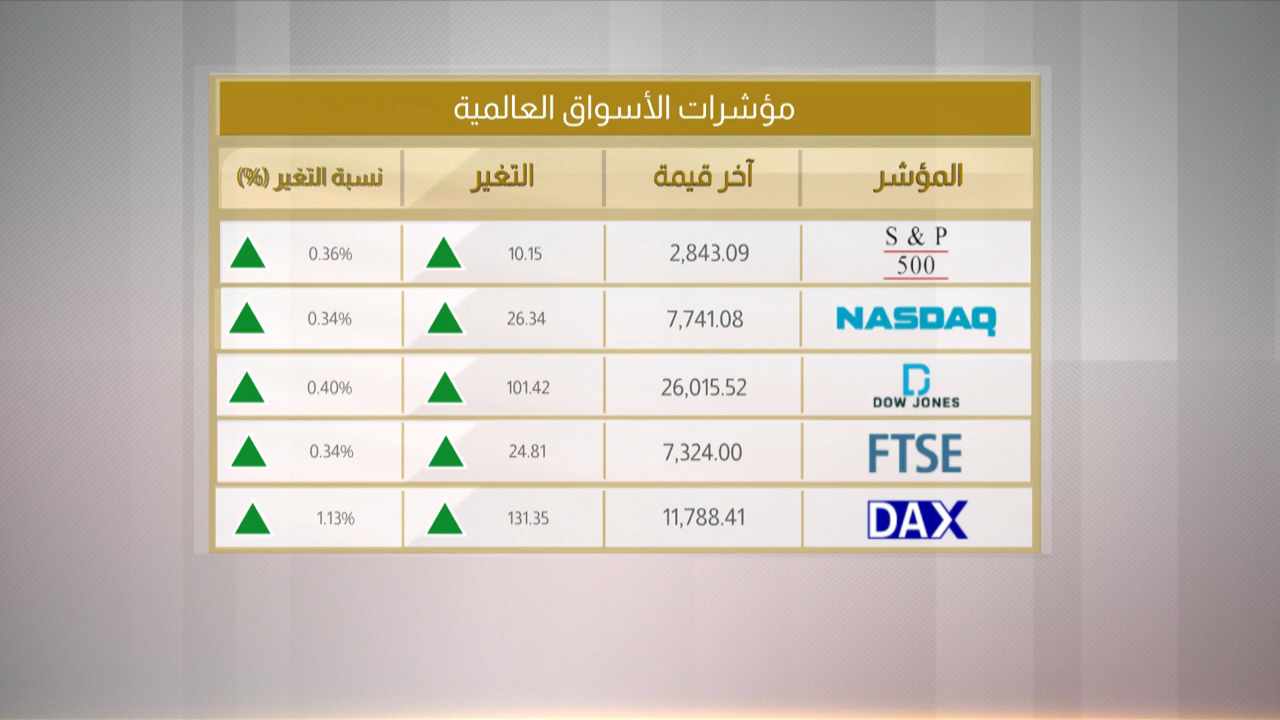 مؤشرات الأسواق العالمية
المؤشر آخر قيمة التغير نسبة التغير (%)
S & P 500 2,843.09 10.15 0.36%
NASDAQ 7,741.08 26.34 0.34%
DOW JONES 26,015.52 101.42 0.40%
FTSE 7,324.00 24.81 0.34%
DAX 11,788.41 131.35 1.13%